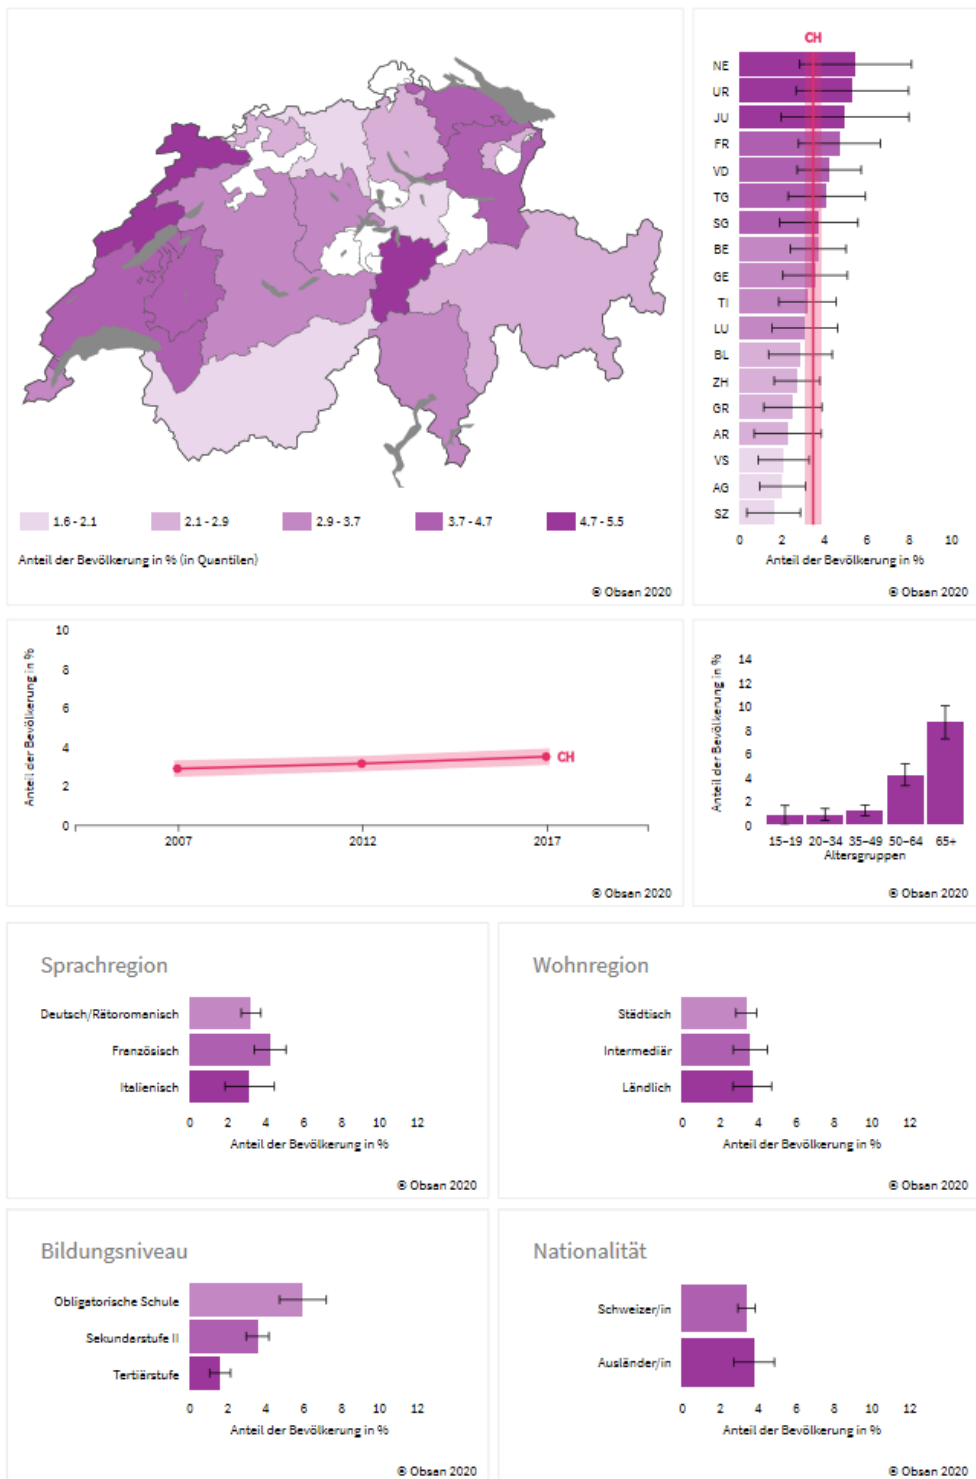 1.6 - 2.1
2.1 - 2.9
2.9 - 3.7
3.7 - 4.7
4.7 - 5.5
Anteil der Bevölkerung in % (in Quantilen)
© Obsan 2020
CH
NE
UR
JU
FR
VD
TG
SG
BE
GE
TI
LU
BL
ZH
GR
AR
VS
AG
SZ
0 2 4 6 8 10
Anteil der Bevölkerung in %
© Obsan 2020
Anteil der Bevölkerung in %
10
8
6
4
2
0
CH
2007 2012 2017
© Obsan 2020
Anteil der Bevölkerung in %
14
12
10
8
6
4
2
0
15–19 20–34 35–49 50–64 65+
Altersgruppen
© Obsan 2020
Sprachregion
Deutsch/Rätoromanisch
Französisch
Italienisch
0 2 4 6 8 10 12
Anteil der Bevölkerung in %
© Obsan 2020
Wohnregion
Städtisch
Intermediär
Ländlich
0 2 4 6 8 10 12
Anteil der Bevölkerung in %
© Obsan 2020
Bildungsniveau
Obligatorische Schule
Sekundarstufe II
Tertiärstufe
0 2 4 6 8 10 12
Anteil der Bevölkerung in %
© Obsan 2020
Nationalität
Schweizer/in
Ausländer/in
0 2 4 6 8 10 12
Anteil der Bevölkerung in %
© Obsan 2020